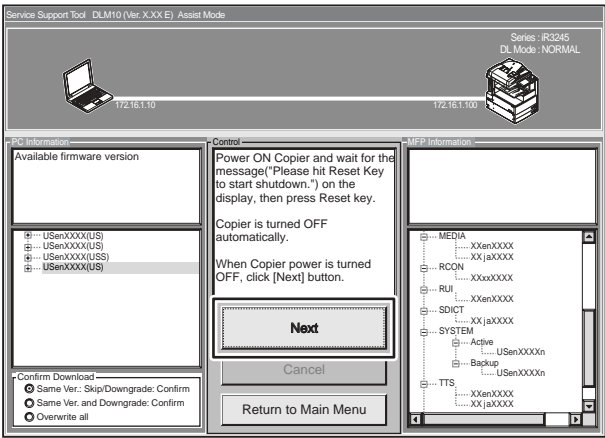 Service Support Tool DLM10 (Ver. X.XX E) Assist Mode
Series : iR3245
DL Mode : NORMAL
172.16.1.10
172.16.1.100
PC Information
Available firmware version
USenXXXX(US)
USenXXXX(US)
USenXXXX(USS)
USenXXXX(US)
Confirm Download
Same Ver.: Skip/Downgrade: Confirm
Same Ver. and Downgrade: Confirm
Overwrite all
Control
Power ON Copier and wait for the
message("Please hit Reset Key
to start shutdown.") on the
display, then press Reset key.
Copier is turned OFF
automatically.
When Copier power is turned
OFF, click [Next] button.
Next
Cancel
Return to Main Menu
MFP Information
MEDIA
XXenXXXX
XX jaXXXX
RCON
XXxxXXXX
RUI
XXenXXXX
SDICT
XX jaXXXX
SYSTEM
Active
USenXXXXn
Backup
USenXXXXn
TTS
XXenXXXX
XX jaXXXX